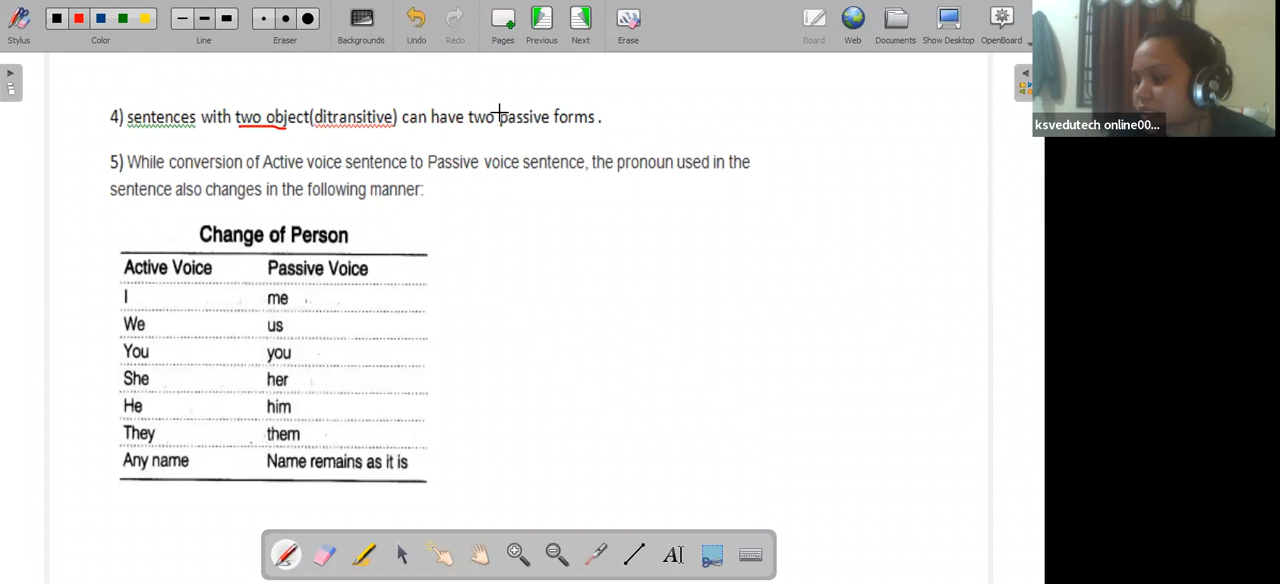 Stylus
Color
Line
Eraser
Backgrounds
Undo
Redo
Pages
Previous
Next
Erase
Board
Web
Documents
Show Desktop
OpenBoard
ksvedutech online00...
4) sentences with two object(ditransitive) can have two passive forms .
5) While conversion of Active voice sentence to Passive voice sentence, the pronoun used in the
sentence also changes in the following manner:
Change of Person
Active Voice Passive Voice
I me
We us
You you
She her
He him
They them
Any name Name remains as it is
AI